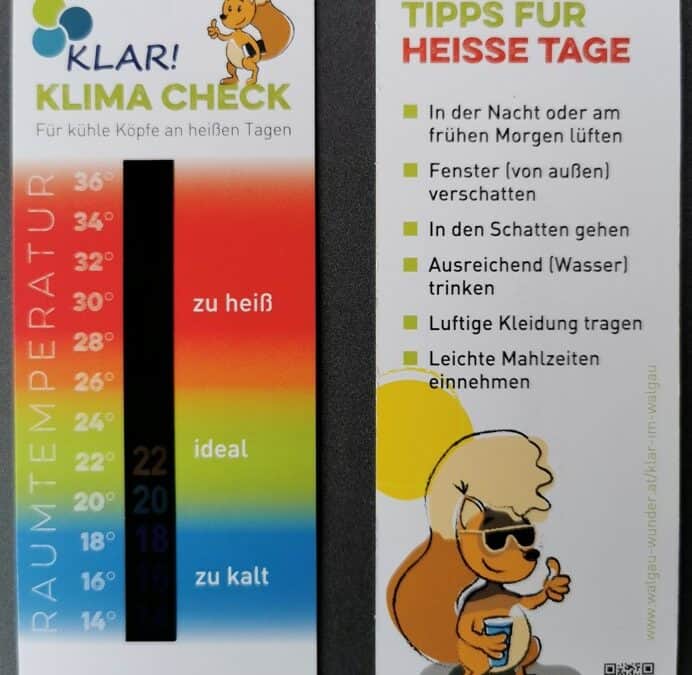 KLAR!
KLIMA CHECK
Für kühle Köpfe an heißen Tagen
RAUMTEMPERATUR
36°
34°
32°
30°
28°
26°
24°
22°
20°
18°
16°
14°
22
20
18
16
14
zu heiß
ideal
zu kalt
TIPPS FÜR
HEISSE TAGE
In der Nacht oder am
frühen Morgen lüften
Fenster (von außen)
verschatten
In den Schatten gehen
Ausreichend (Wasser)
trinken
Luftige Kleidung tragen
Leichte Mahlzeiten
einnehmen
www.walgau-wunder.at/klar-im-walgau